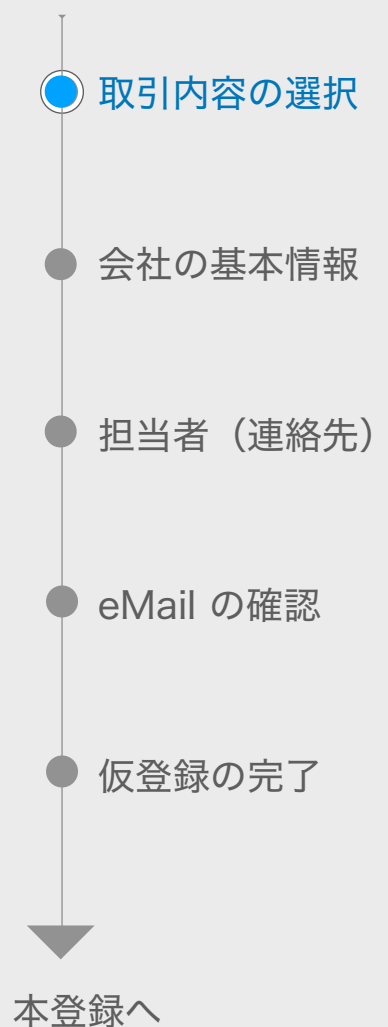 取引内容の選択
会社の基本情報
担当者（連絡先）
eMail の確認
仮登録の完了
本登録へ